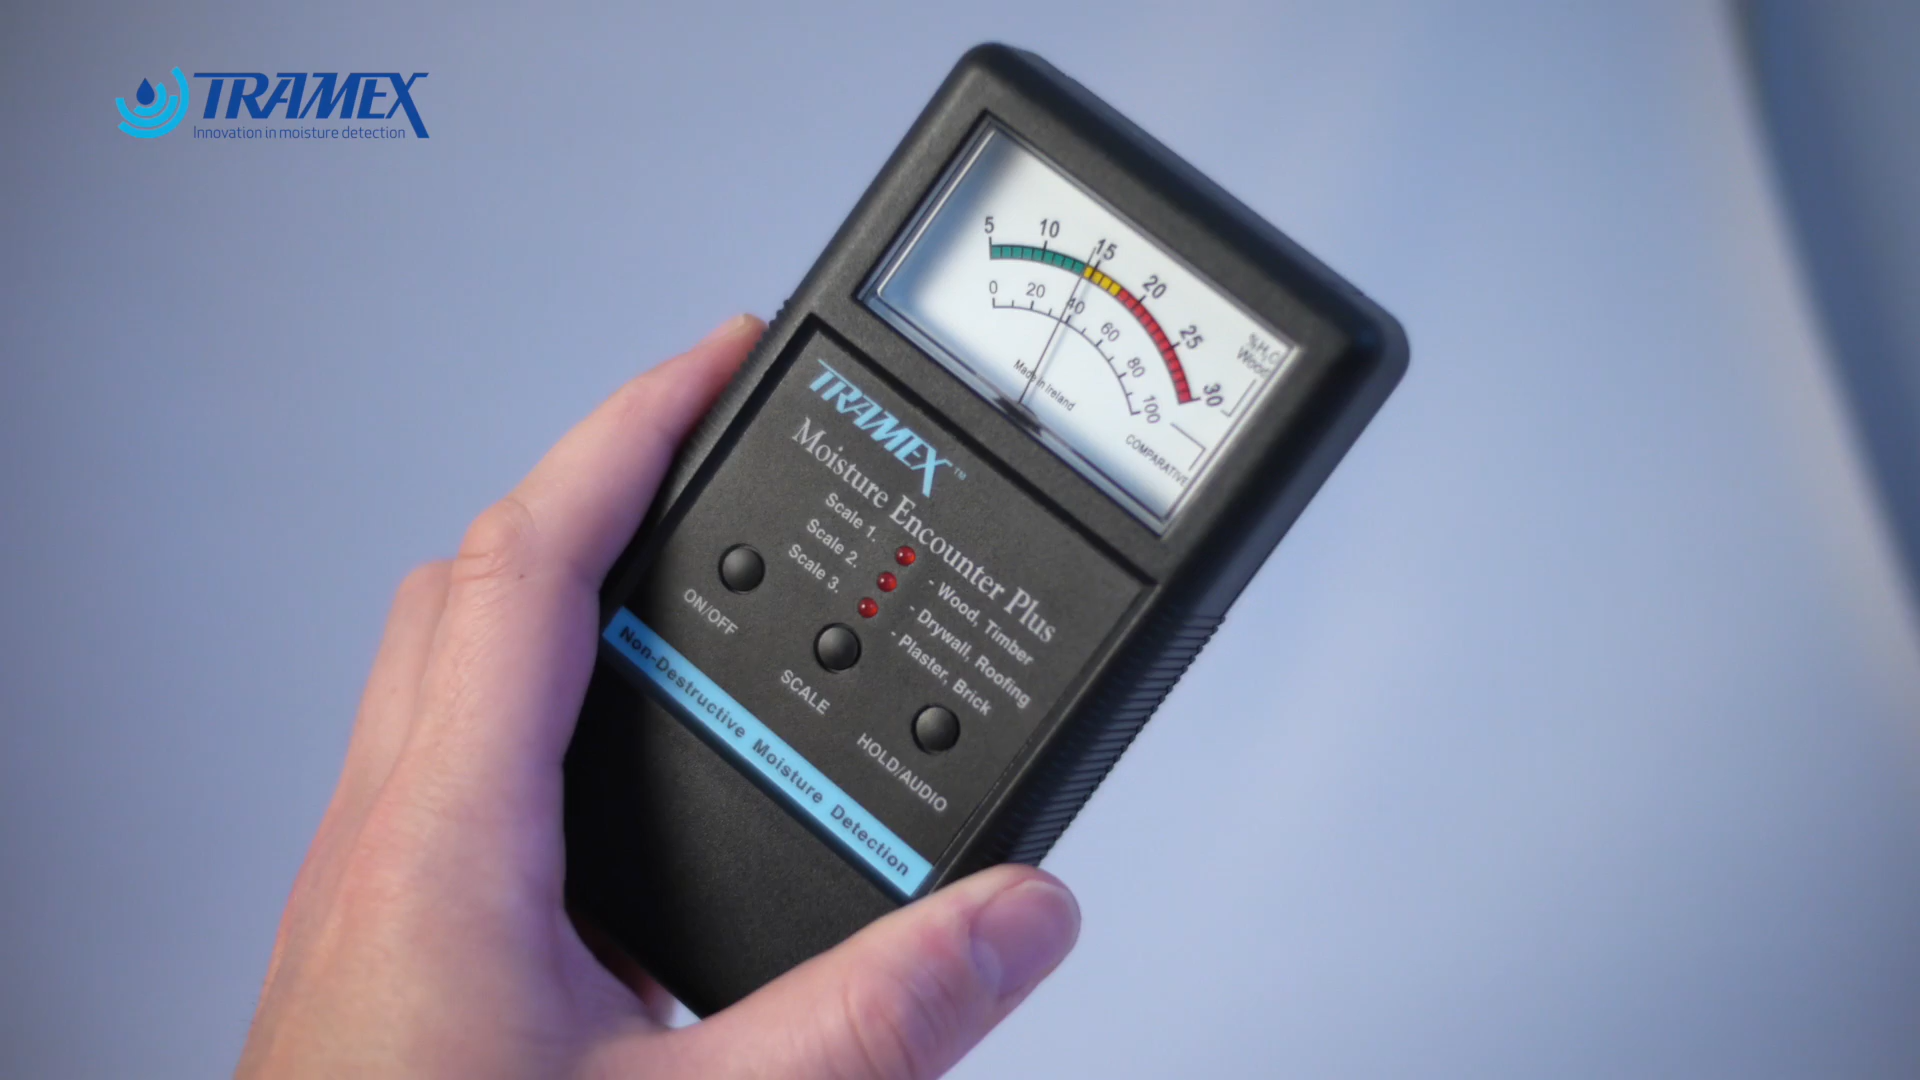 TRAMEX
Innovation in moisture detection
5 10 15 20 25 30
%H₂O
Wood
0 20 40 60 80 100
Made in Ireland
COMPARATIVE
TRAMEX™
Moisture Encounter Plus
Scale 1. - Wood, Timber
Scale 2. - Drywall, Roofing
Scale 3. - Plaster, Brick
ON/OFF
SCALE
HOLD/AUDIO
Non-Destructive Moisture Detection